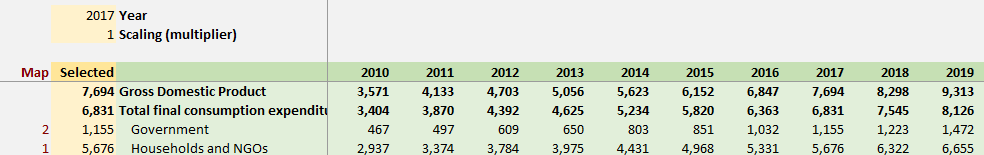 2017 Year
1 Scaling (multiplier)
Map Selected 2010 2011 2012 2013 2014 2015 2016 2017 2018 2019
7,694 Gross Domestic Product 3,571 4,133 4,703 5,056 5,623 6,152 6,847 7,694 8,298 9,313
6,831 Total final consumption expenditu 3,404 3,870 4,392 4,625 5,234 5,820 6,363 6,831 7,545 8,126
2 1,155 Government 467 497 609 650 803 851 1,032 1,155 1,223 1,472
1 5,676 Households and NGOs 2,937 3,374 3,784 3,975 4,431 4,968 5,331 5,676 6,322 6,655